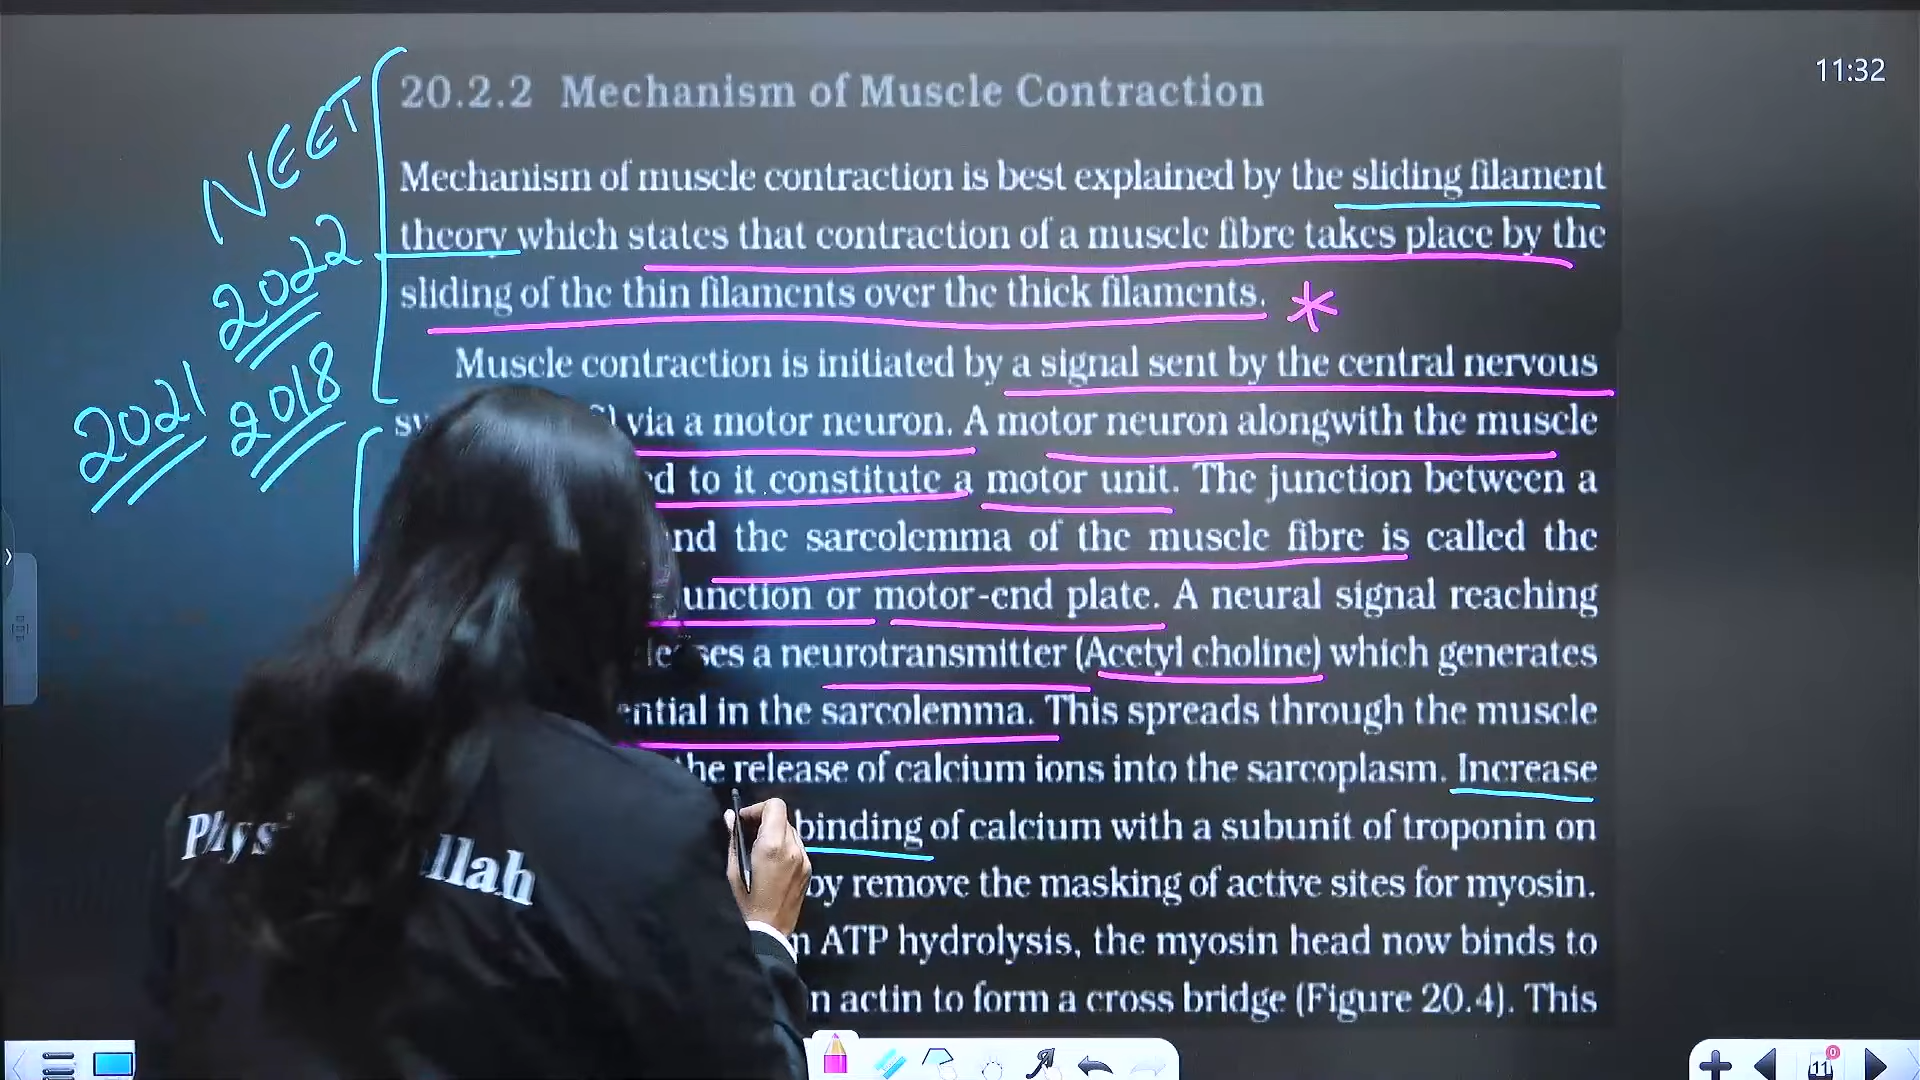 11:32
NEET
2022
2021 2018
20.2.2 Mechanism of Muscle Contraction
Mechanism of muscle contraction is best explained by the sliding filament
theory which states that contraction of a muscle fibre takes place by the
sliding of the thin filaments over the thick filaments. *
Muscle contraction is initiated by a signal sent by the central nervous
via a motor neuron. A motor neuron alongwith the muscle
to it constitute a motor unit. The junction between a
the sarcolemma of the muscle fibre is called the
or motor-end plate. A neural signal reaching
a neurotransmitter (Acetyl choline) which generates
in the sarcolemma. This spreads through the muscle
release of calcium ions into the sarcoplasm. Increase
binding of calcium with a subunit of troponin on
remove the masking of active sites for myosin.
ATP hydrolysis, the myosin head now binds to
actin to form a cross bridge (Figure 20.4). This
11
0